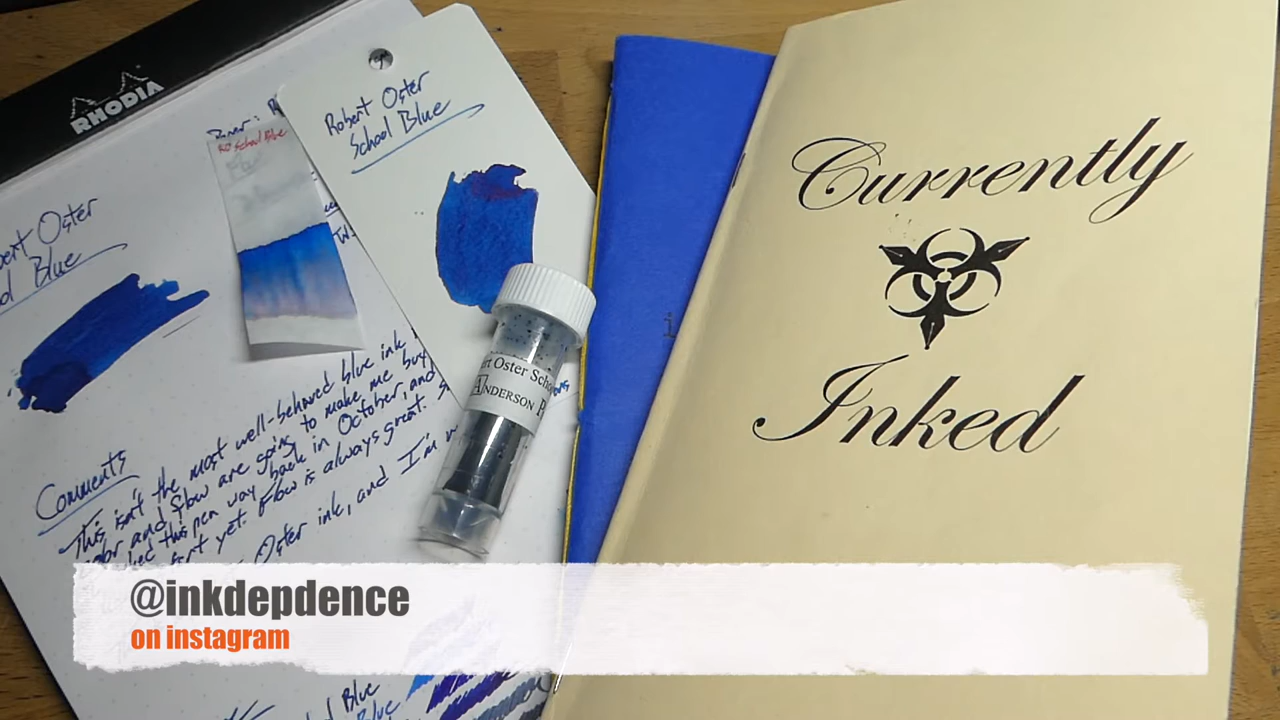 RHODIA
Robert Oster
School Blue
RO School Blue
Oster
Blue
Comments
This isn't the most well-behaved blue ink
color and flow are going to make me buy
this pen way back in October, and
yet. Flow is always great.
Oster ink, and I'm
Oster
ANDERSON
Currently
Inked
@inkdepdence
on instagram
Blue
Blue